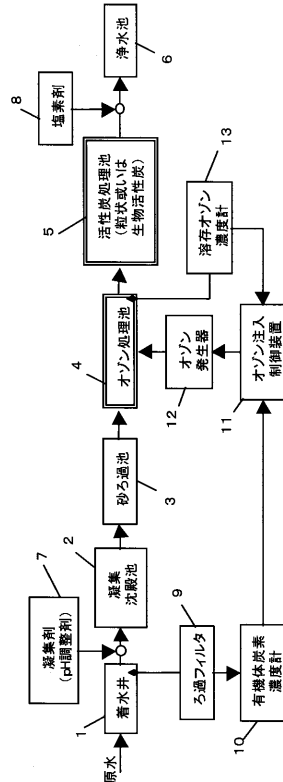 原水
1
着水井
7
凝集剤
(pH調整剤)
2
凝集
沈殿池
3
砂ろ過池
4
オゾン処理池
5
活性炭処理池
(粒状或いは
生物活性炭)
8
塩素剤
6
浄水池
9
ろ過フィルタ
10
有機体炭素
濃度計
11
オゾン注入
制御装置
12
オゾン
発生器
13
溶存オゾン
濃度計